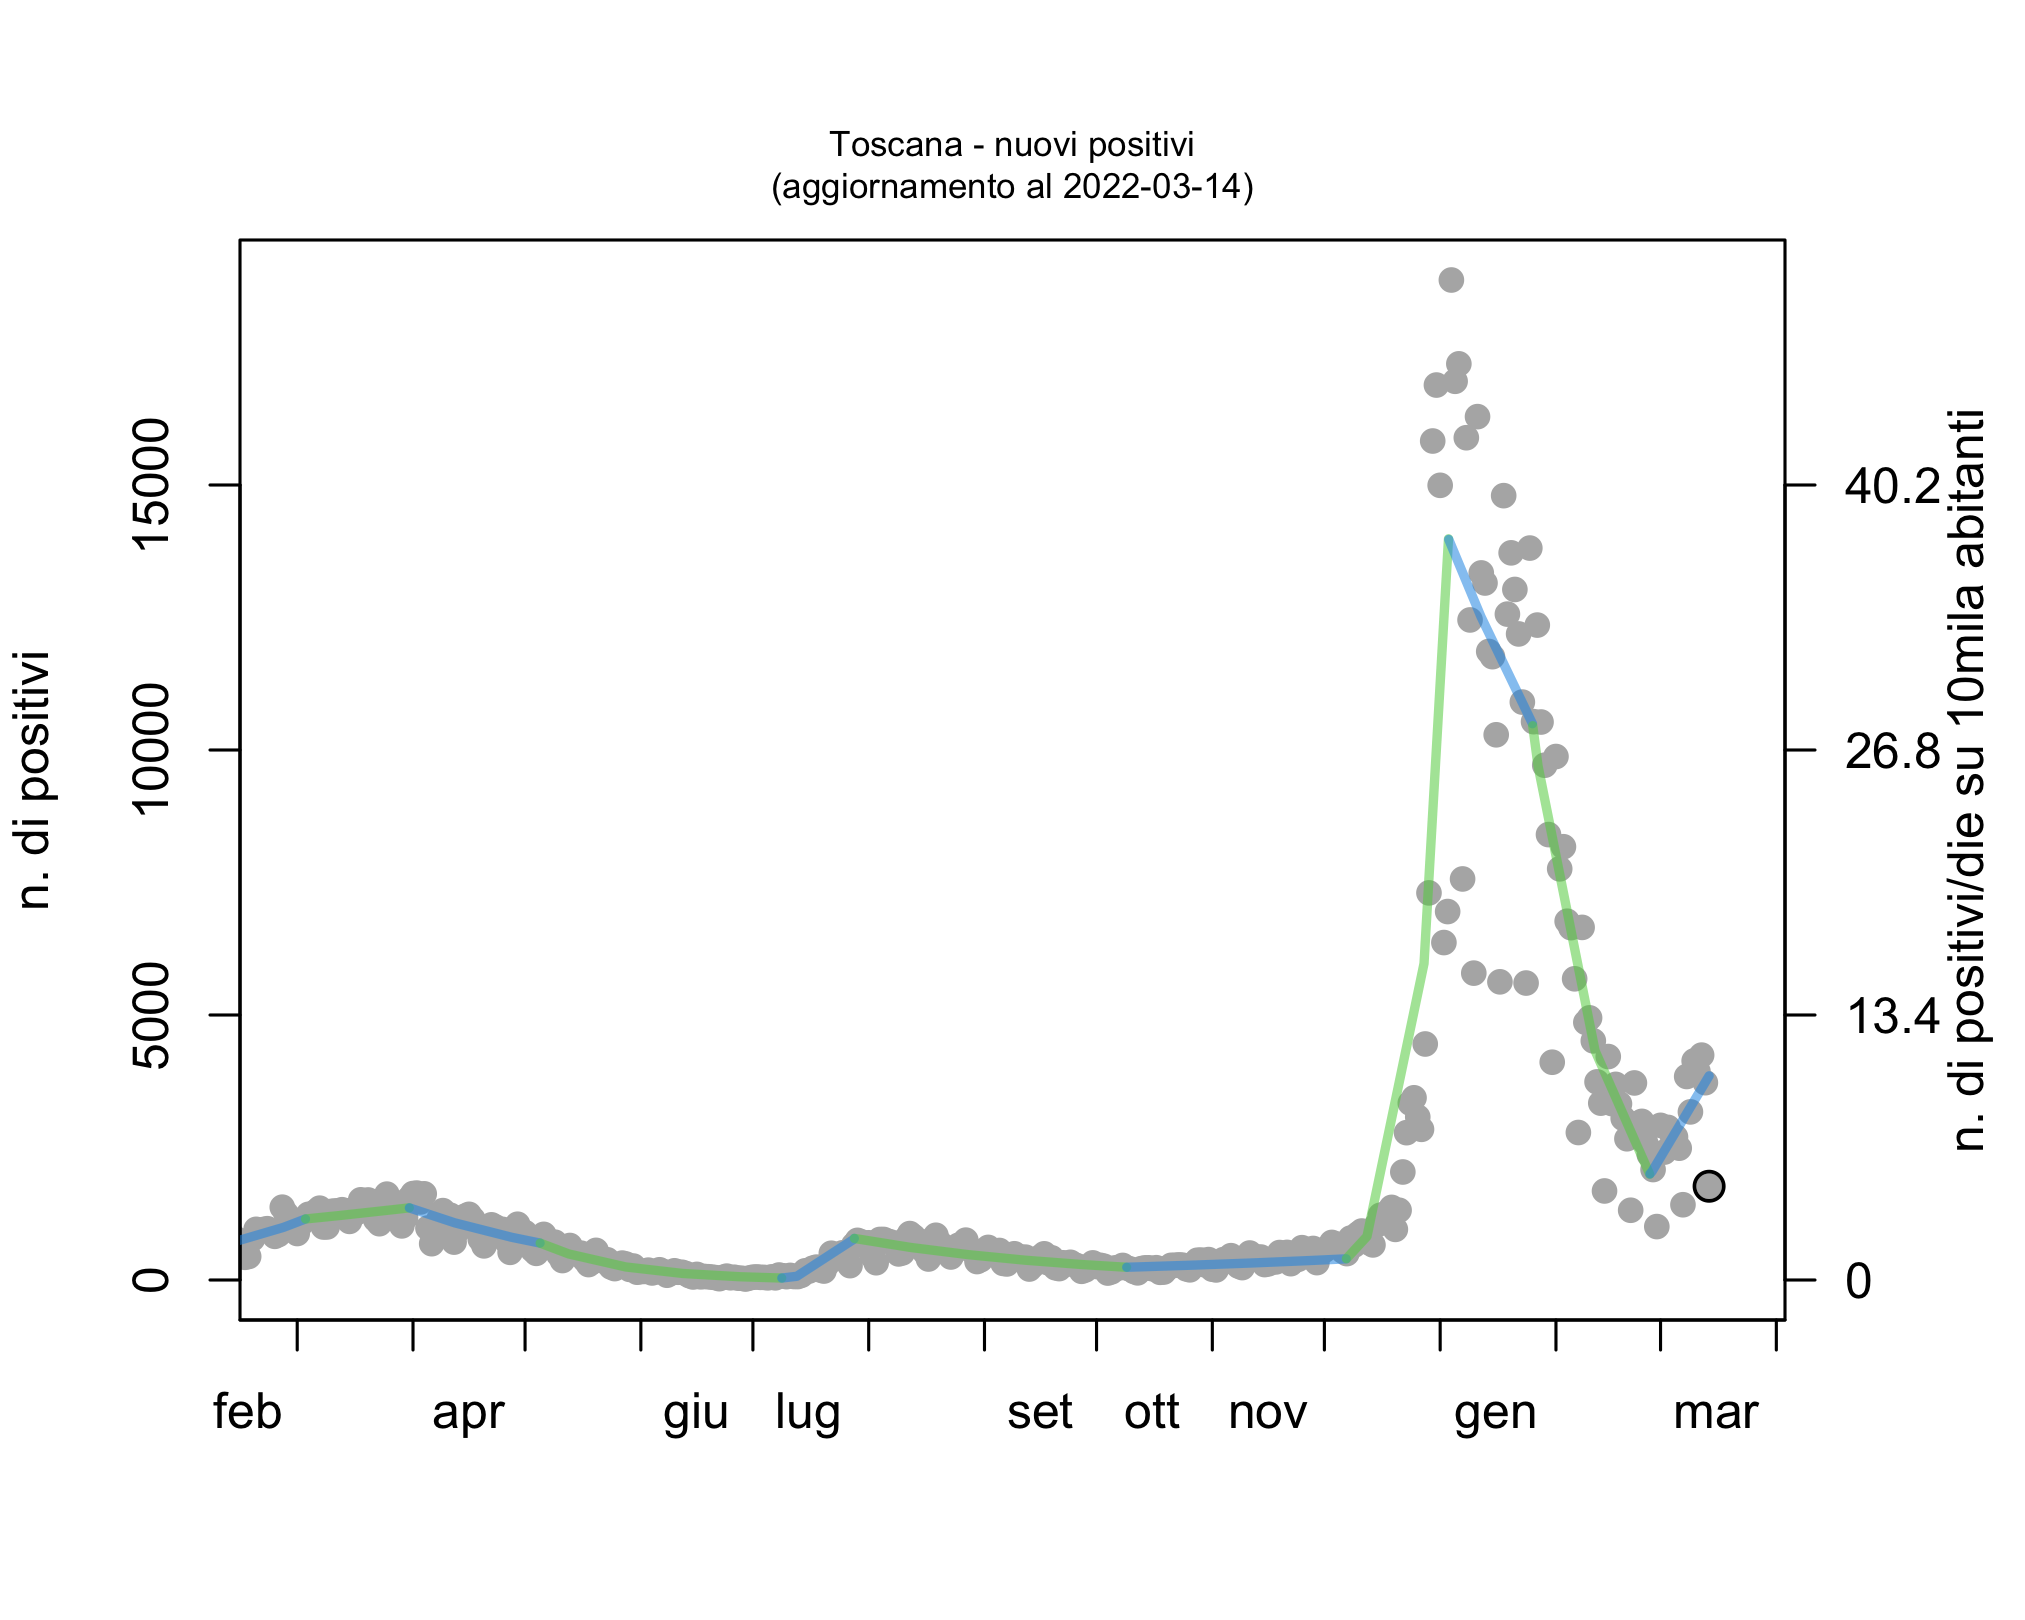 Toscana - nuovi positivi
(aggiornamento al 2022-03-14)
n. di positivi
15000
10000
5000
0
40.2
26.8
13.4
0
n. di positivi/die su 10mila abitanti
feb apr giu lug set ott nov gen mar